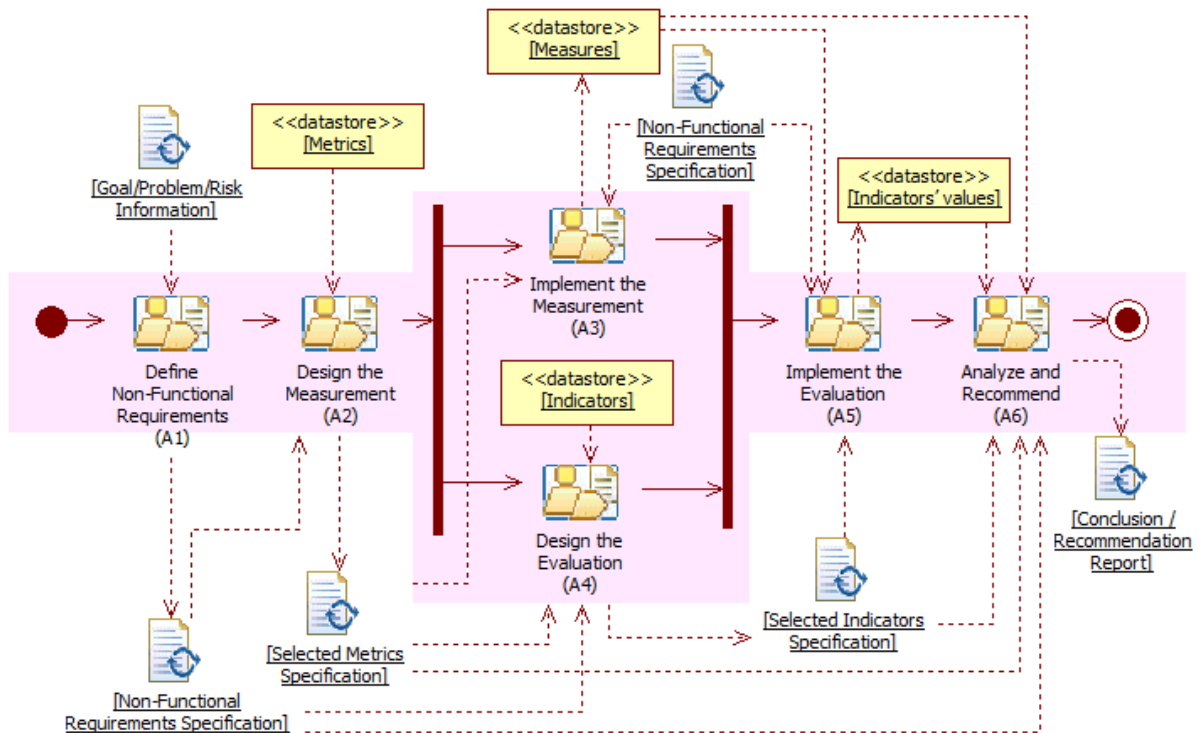 <<datastore>>
[Measures]
[Non-Functional
Requirements
Specification]
<<datastore>>
[Metrics]
[Goal/Problem/Risk
Information]
<<datastore>>
[Indicators' values]
Define
Non-Functional
Requirements
(A1)
Design the
Measurement
(A2)
Implement the
Measurement
(A3)
<<datastore>>
[Indicators]
Design the
Evaluation
(A4)
Implement the
Evaluation
(A5)
Analyze and
Recommend
(A6)
[Conclusion /
Recommendation
Report]
[Selected Indicators
Specification]
[Selected Metrics
Specification]
[Non-Functional
Requirements Specification]